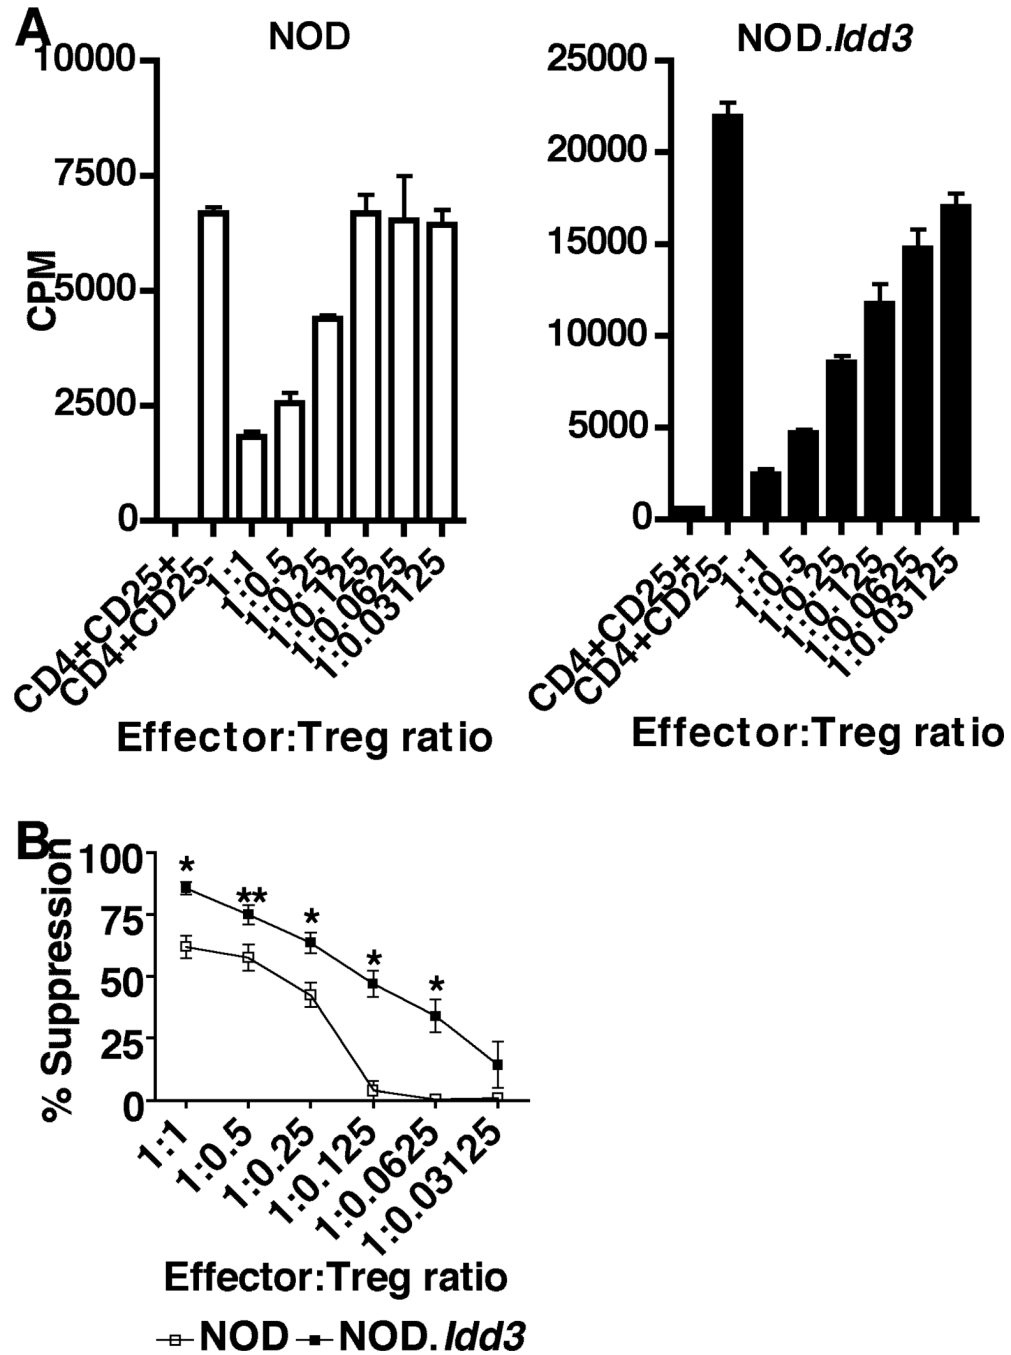 A
NOD
NOD.Idd3
CPM
10000
7500
5000
2500
0
25000
20000
15000
10000
5000
0
CD4+CD25+
CD4+CD25-
1:1
1:0.5
1:0.25
1:0.125
1:0.0625
1:0.03125
CD4+CD25+
CD4+CD25-
1:1
1:0.5
1:0.25
1:0.125
1:0.0625
1:0.03125
Effector:Treg ratio
Effector:Treg ratio
B
% Suppression
100
75
50
25
0
*
**
*
*
*
1:1
1:0.5
1:0.25
1:0.125
1:0.0625
1:0.03125
Effector:Treg ratio
NOD NOD.Idd3